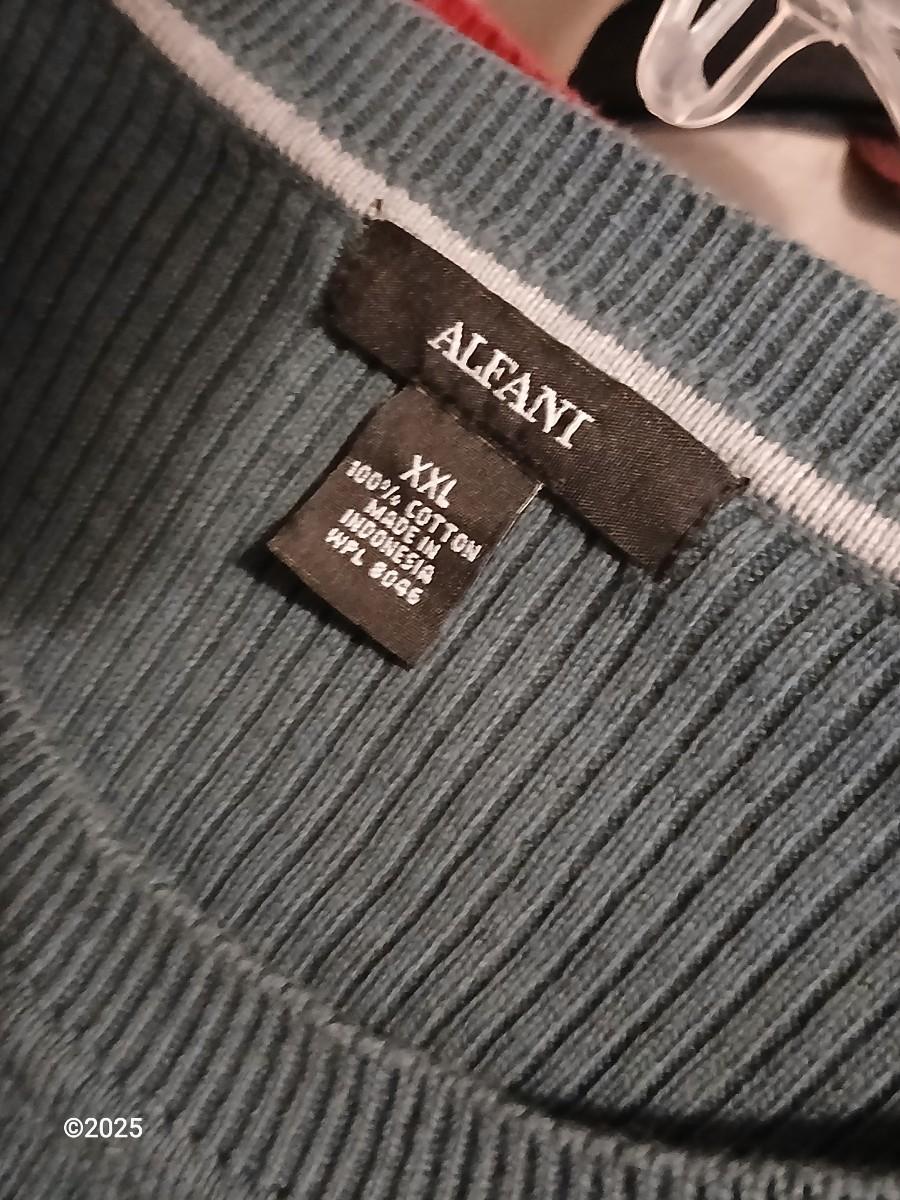 ALFANI
XXL
100% COTTON
MADE IN
INDONESIA
WPL 8046
©2025